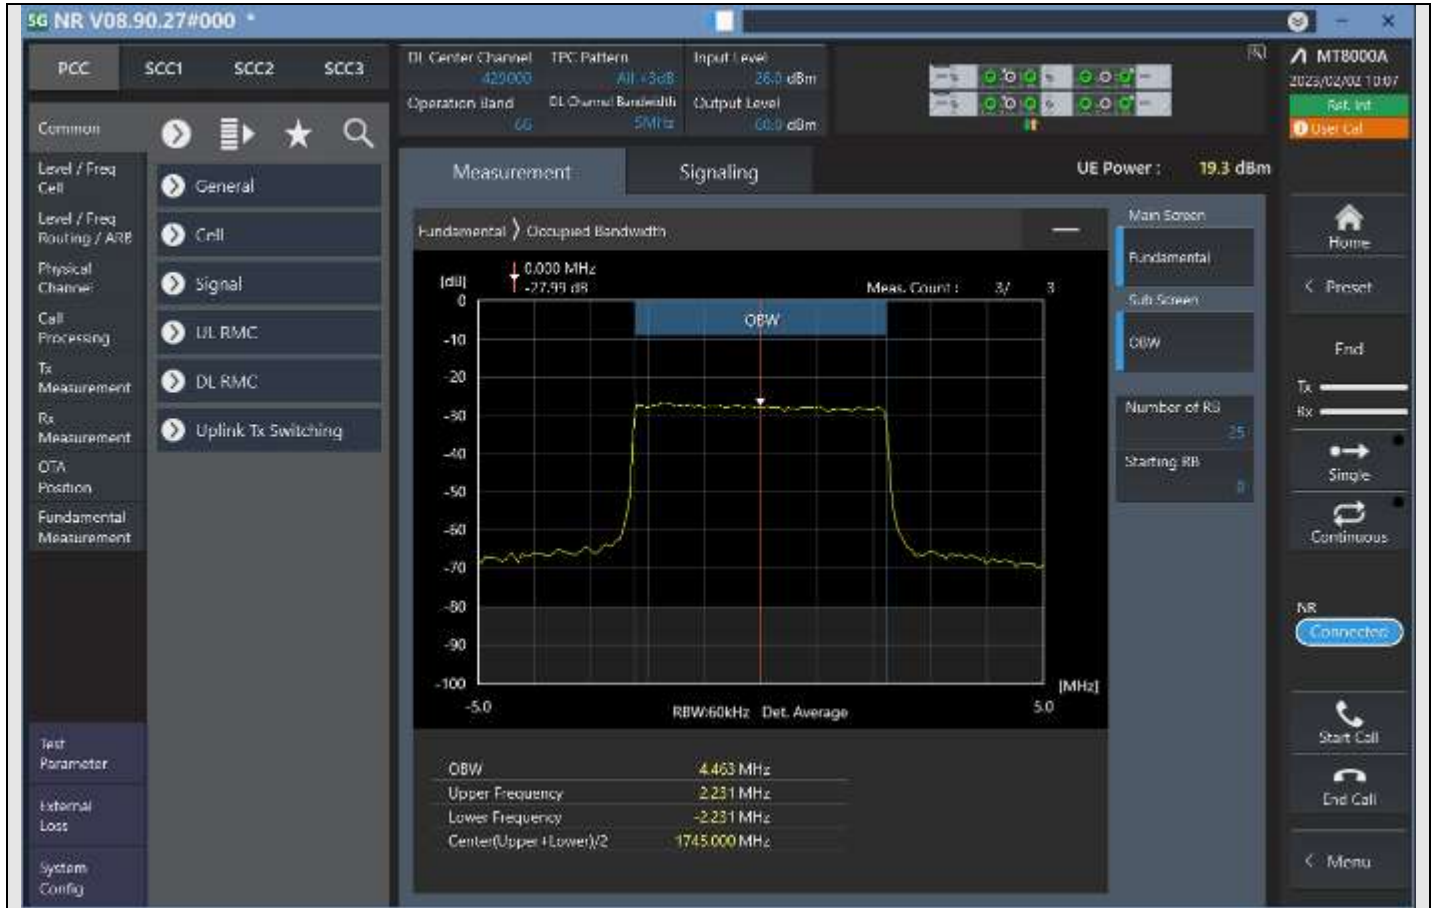 5G NR V08.90.27#000 *
PCC SCC1 SCC2 SCC3
DL Center Channel TPC Pattern Input Level
429000 All +3dB 26.0 dBm
Operation Band DL Channel Bandwidth Output Level
66 5MHz dBm
MT8000A
2023/02/02 10:07
Ref. Int
User Cal
Common
Level / Freq
Cell
Level / Freq
Routing / ARB
Physical
Channel
Call
Processing
Tx
Measurement
Rx
Measurement
OTA
Position
Fundamental
Measurement
Test
Parameter
External
Loss
System
Config
General
Cell
Signal
UL RMC
DL RMC
Uplink Tx Switching
Measurement Signaling
UE Power : 19.3 dBm
Fundamental Occupied Bandwidth
0.000 MHz
-27.99 dB
Meas. Count : 3/ 3
[dB]
OBW
0
-10
-20
-30
-40
-50
-60
-70
-80
-90
-100
-5.0 RBW:60kHz Det. Average 5.0
[MHz]
OBW 4.463 MHz
Upper Frequency 2.231 MHz
Lower Frequency -2.231 MHz
Center(Upper+Lower)/2 1745.000 MHz
Main Screen
Fundamental
Sub Screen
OBW
Number of RB
25
Starting RB
0
Home
< Preset
End
Tx
Rx
Single
Continuous
NR
Connected
Start Call
End Call
< Menu